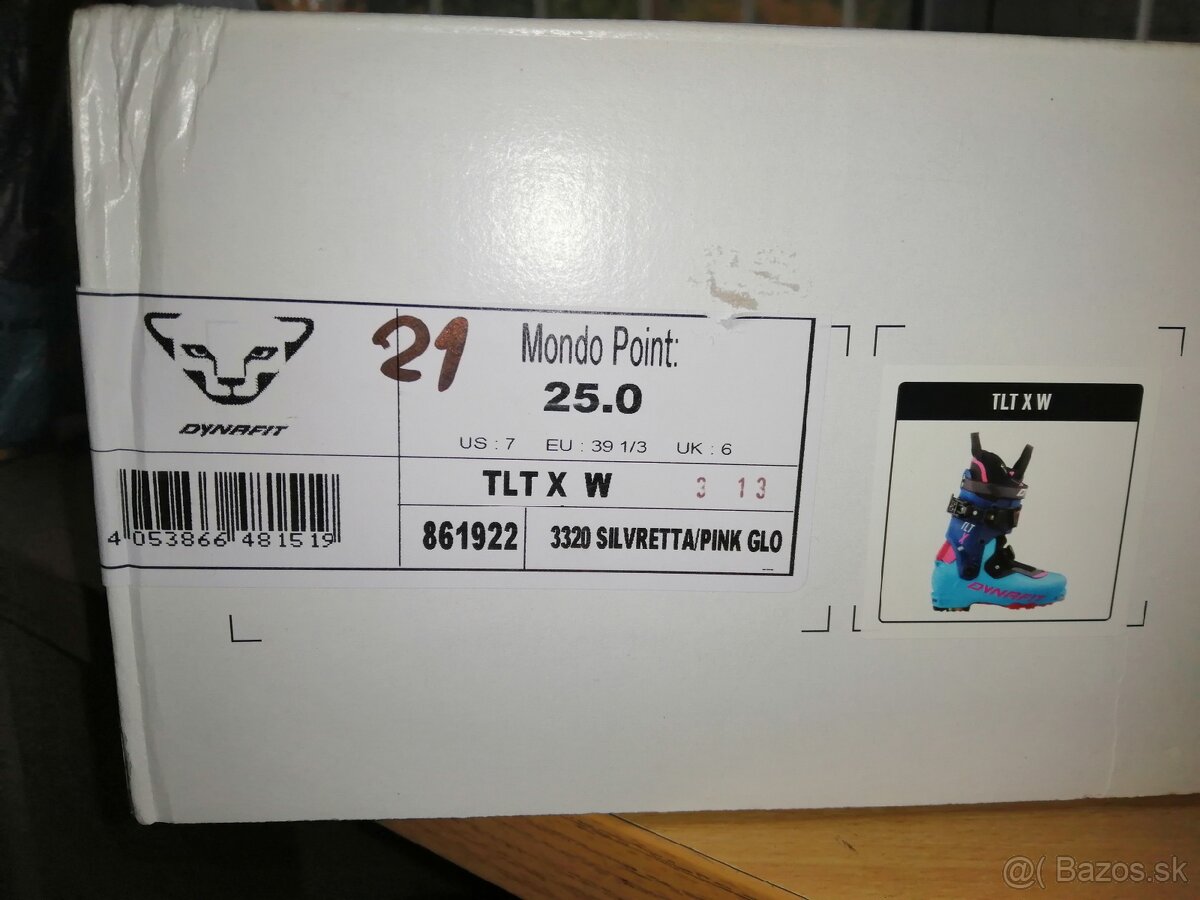 21
Mondo Point:
25.0
DYNAFIT
US : 7 EU : 39 1/3 UK : 6
TLT X W 3 13
4 053866 481519
861922 3320 SILVRETTA/PINK GLO
TLT X W
TLT
X
DYNAFIT
@( Bazos.sk